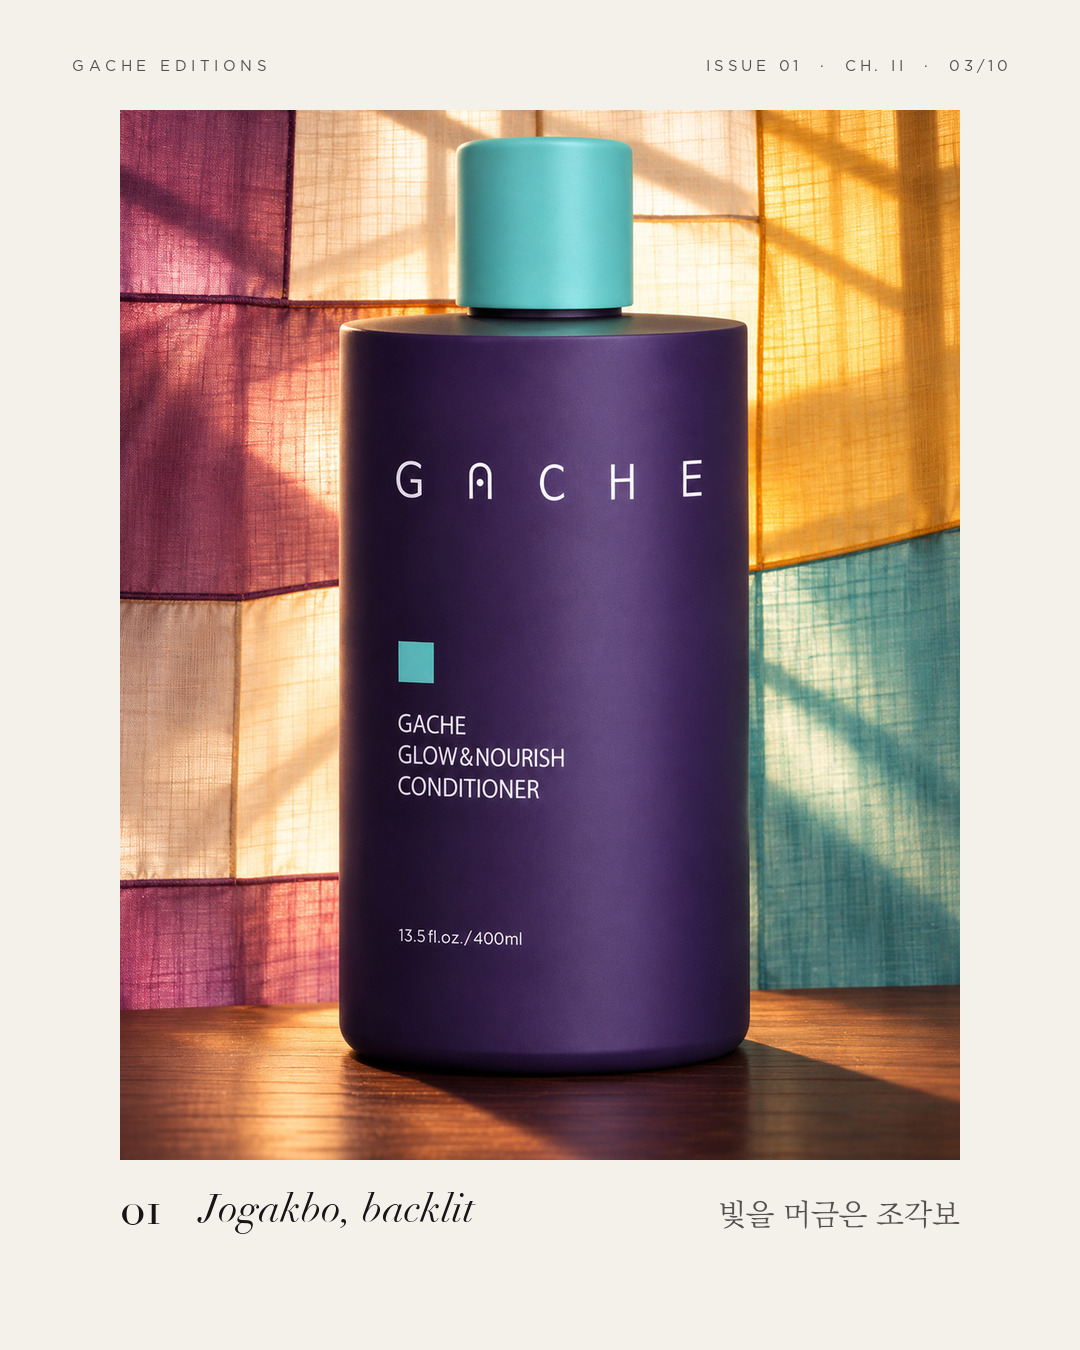 GACHE EDITIONS
ISSUE 01 · CH. II · 03/10
GACHE
GACHE
GLOW&NOURISH
CONDITIONER
13.5 fl.oz./400ml
01 Jogakbo, backlit
빛을 머금은 조각보